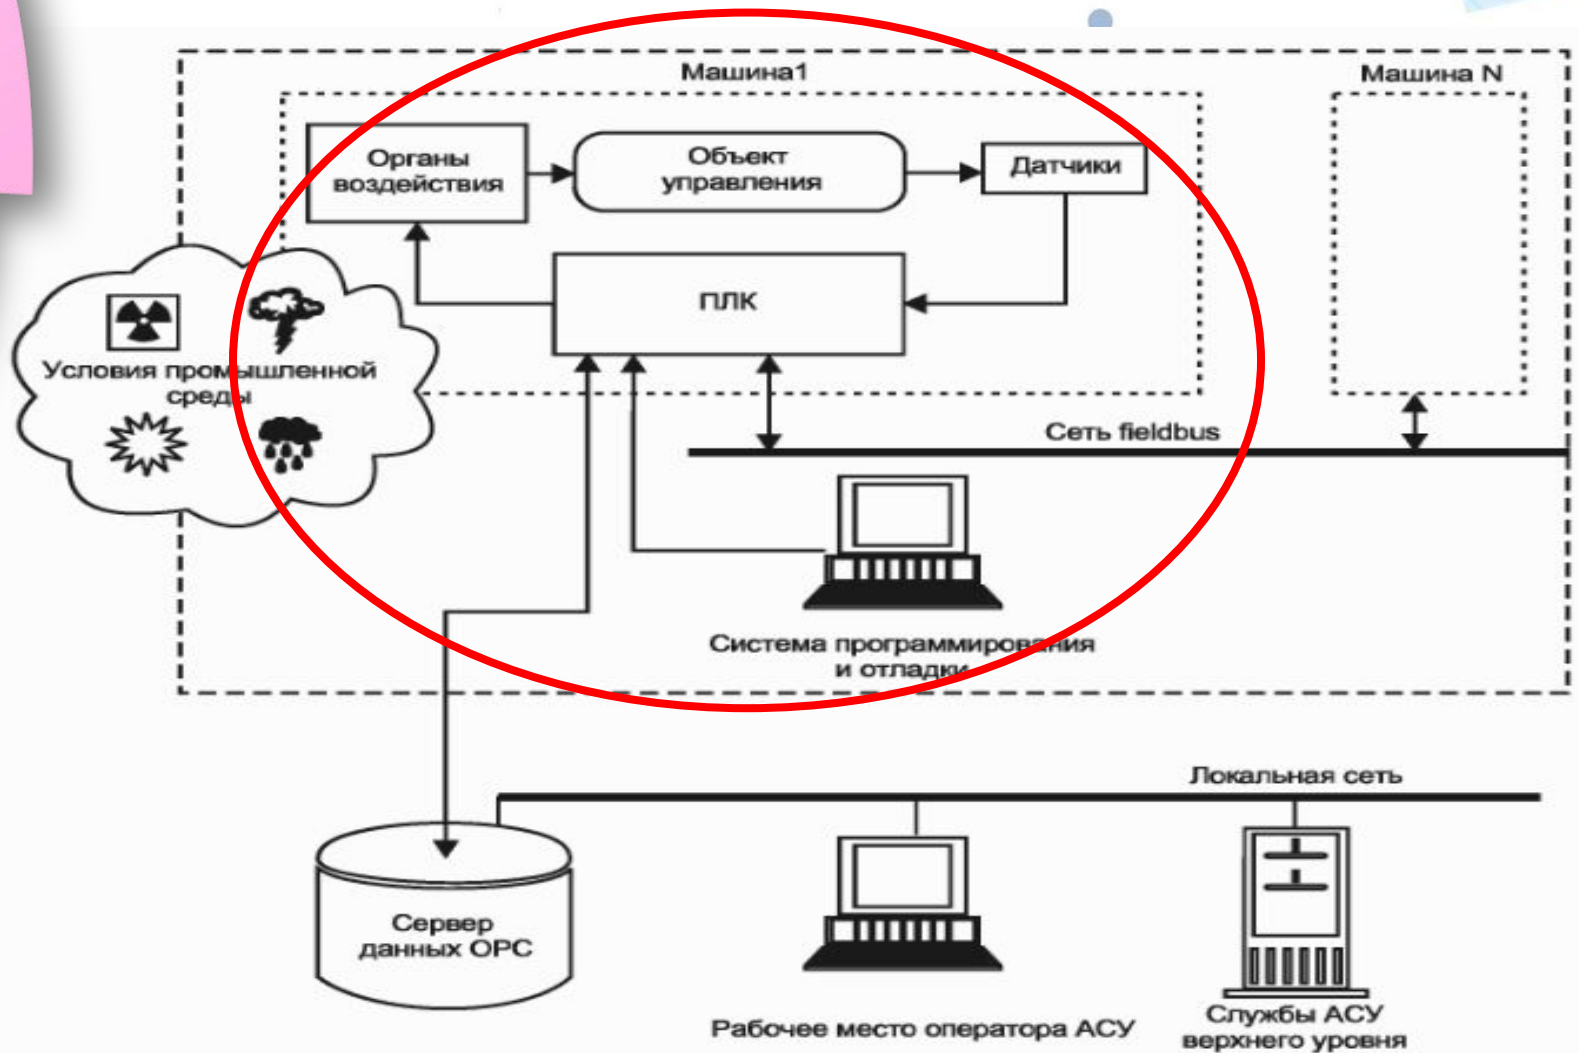 Машина1
Машина N
Органы
воздействия
Объект
управления
Датчики
ПЛК
Условия промышленной
среды
Сеть fieldbus
Система программирования
и отладки
Локальная сеть
Сервер
данных OPC
Рабочее место оператора АСУ
Службы АСУ
верхнего уровня